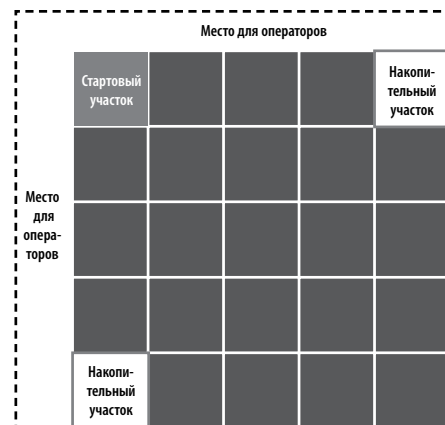 Место для операторов
Стартовый
участок
Накопи-
тельный
участок
Место
для
опера-
торов
Накопи-
тельный
участок